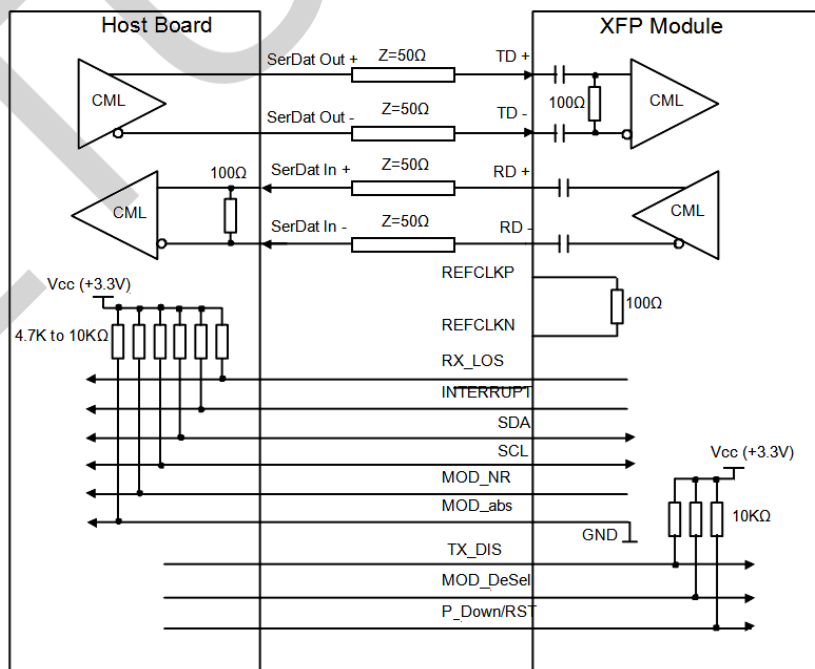 Host Board
XFP Module
SerDat Out +
Z=50Ω
TD +
CML
100Ω
CML
SerDat Out -
Z=50Ω
TD -
100Ω
SerDat In +
Z=50Ω
RD +
CML
CML
SerDat In -
Z=50Ω
RD -
REFCLKP
Vcc (+3.3V)
100Ω
4.7K to 10KΩ
REFCLKN
RX_LOS
INTERRUPT
SDA
SCL
Vcc (+3.3V)
MOD_NR
MOD_abs
10KΩ
GND
TX_DIS
MOD_DeSel
P_Down/RST